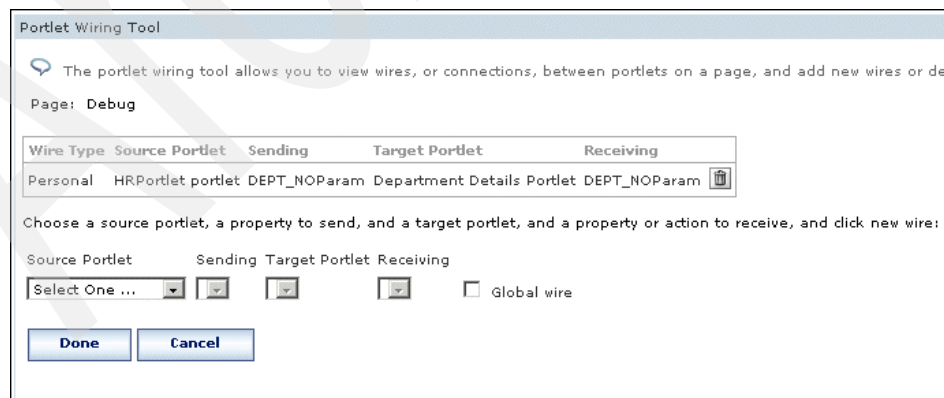 Portlet Wiring Tool
The portlet wiring tool allows you to view wires, or connections, between portlets on a page, and add new wires or de
Page: Debug
Wire Type Source Portlet Sending Target Portlet Receiving
Personal HRPortlet portlet DEPT_NOParam Department Details Portlet DEPT_NOParam
Choose a source portlet, a property to send, and a target portlet, and a property or action to receive, and click new wire:
Source Portlet Sending Target Portlet Receiving
Select One ... Global wire
Done Cancel